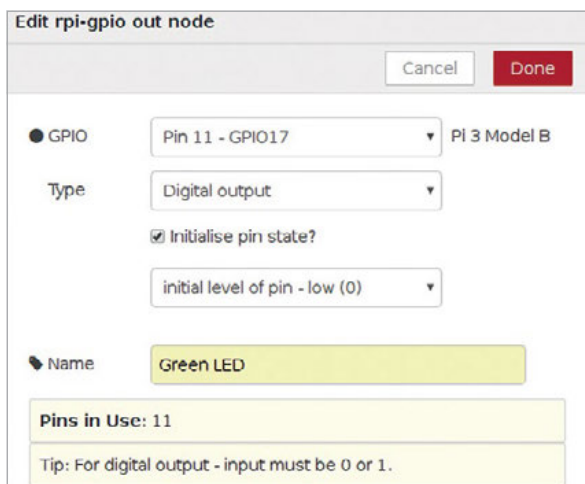 Edit rpi-gpio out node
Cancel
Done
GPIO
Pin 11 - GPIO17
Pi 3 Model B
Type
Digital output
Initialise pin state?
initial level of pin - low (0)
Name
Green LED
Pins in Use: 11
Tip: For digital output - input must be 0 or 1.